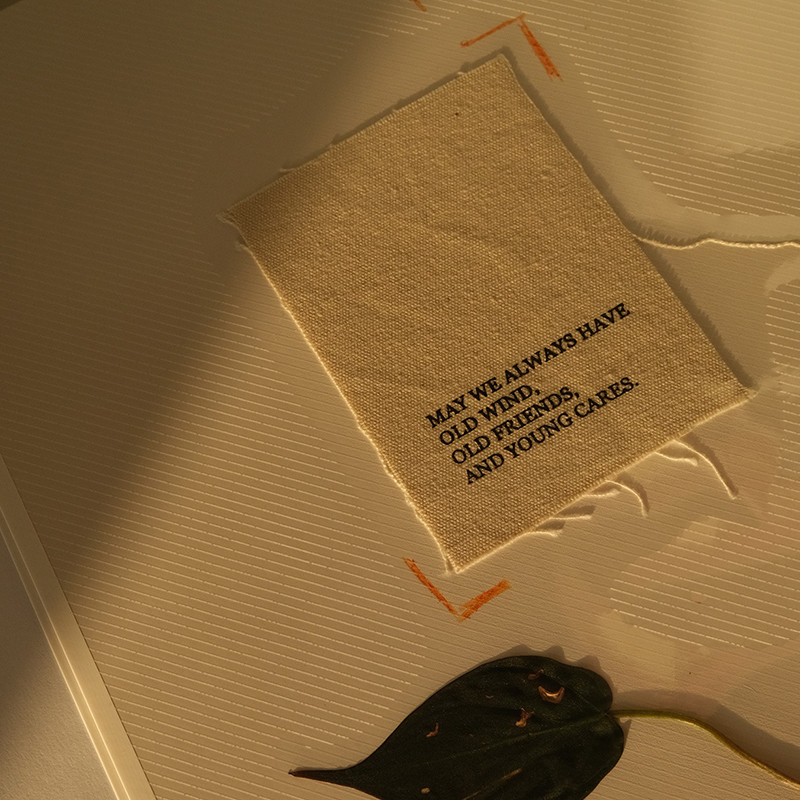 MAY WE ALWAYS HAVE
OLD WIND,
OLD FRIENDS,
AND YOUNG CARES.